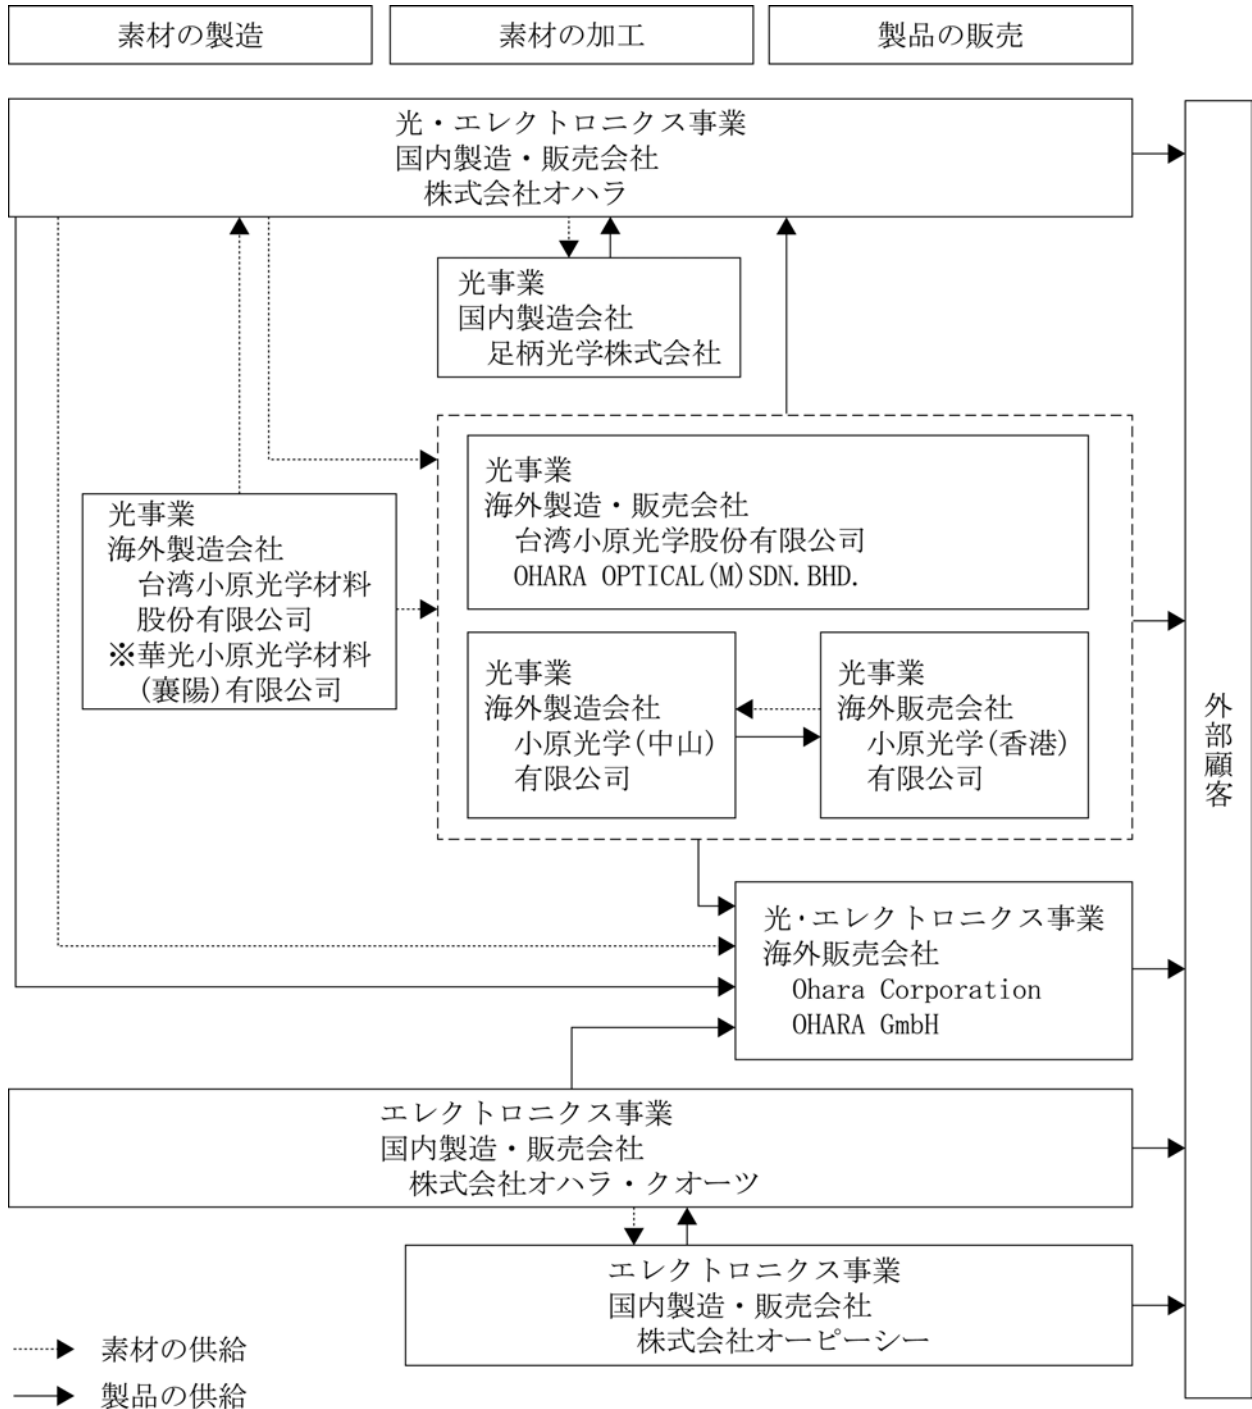 素材の製造
素材の加工
製品の販売
光・エレクトロニクス事業
国内製造・販売会社
株式会社オハラ
光事業
国内製造会社
足柄光学株式会社
光事業
海外製造・販売会社
台湾小原光学股份有限公司
OHARA OPTICAL(M)SDN.BHD.
光事業
海外製造会社
台湾小原光学材料
股份有限公司
※華光小原光学材料
(襄陽)有限公司
光事業
海外製造会社
小原光学(中山)
有限公司
光事業
海外販売会社
小原光学(香港)
有限公司
外部顧客
光・エレクトロニクス事業
海外販売会社
Ohara Corporation
OHARA GmbH
エレクトロニクス事業
国内製造・販売会社
株式会社オハラ・クオーツ
エレクトロニクス事業
国内製造・販売会社
株式会社オーピーシー
素材の供給
製品の供給